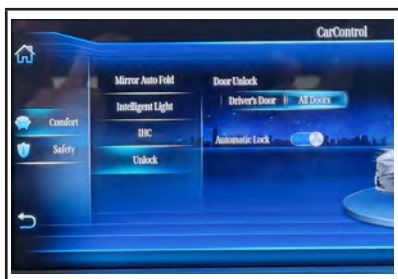 CarControl
Mirror Auto Fold
Door Unlock
Intelligent Light
Driver's Door
All Doors
Comfort
IHC
Automatic Lock
Safety
Unlock